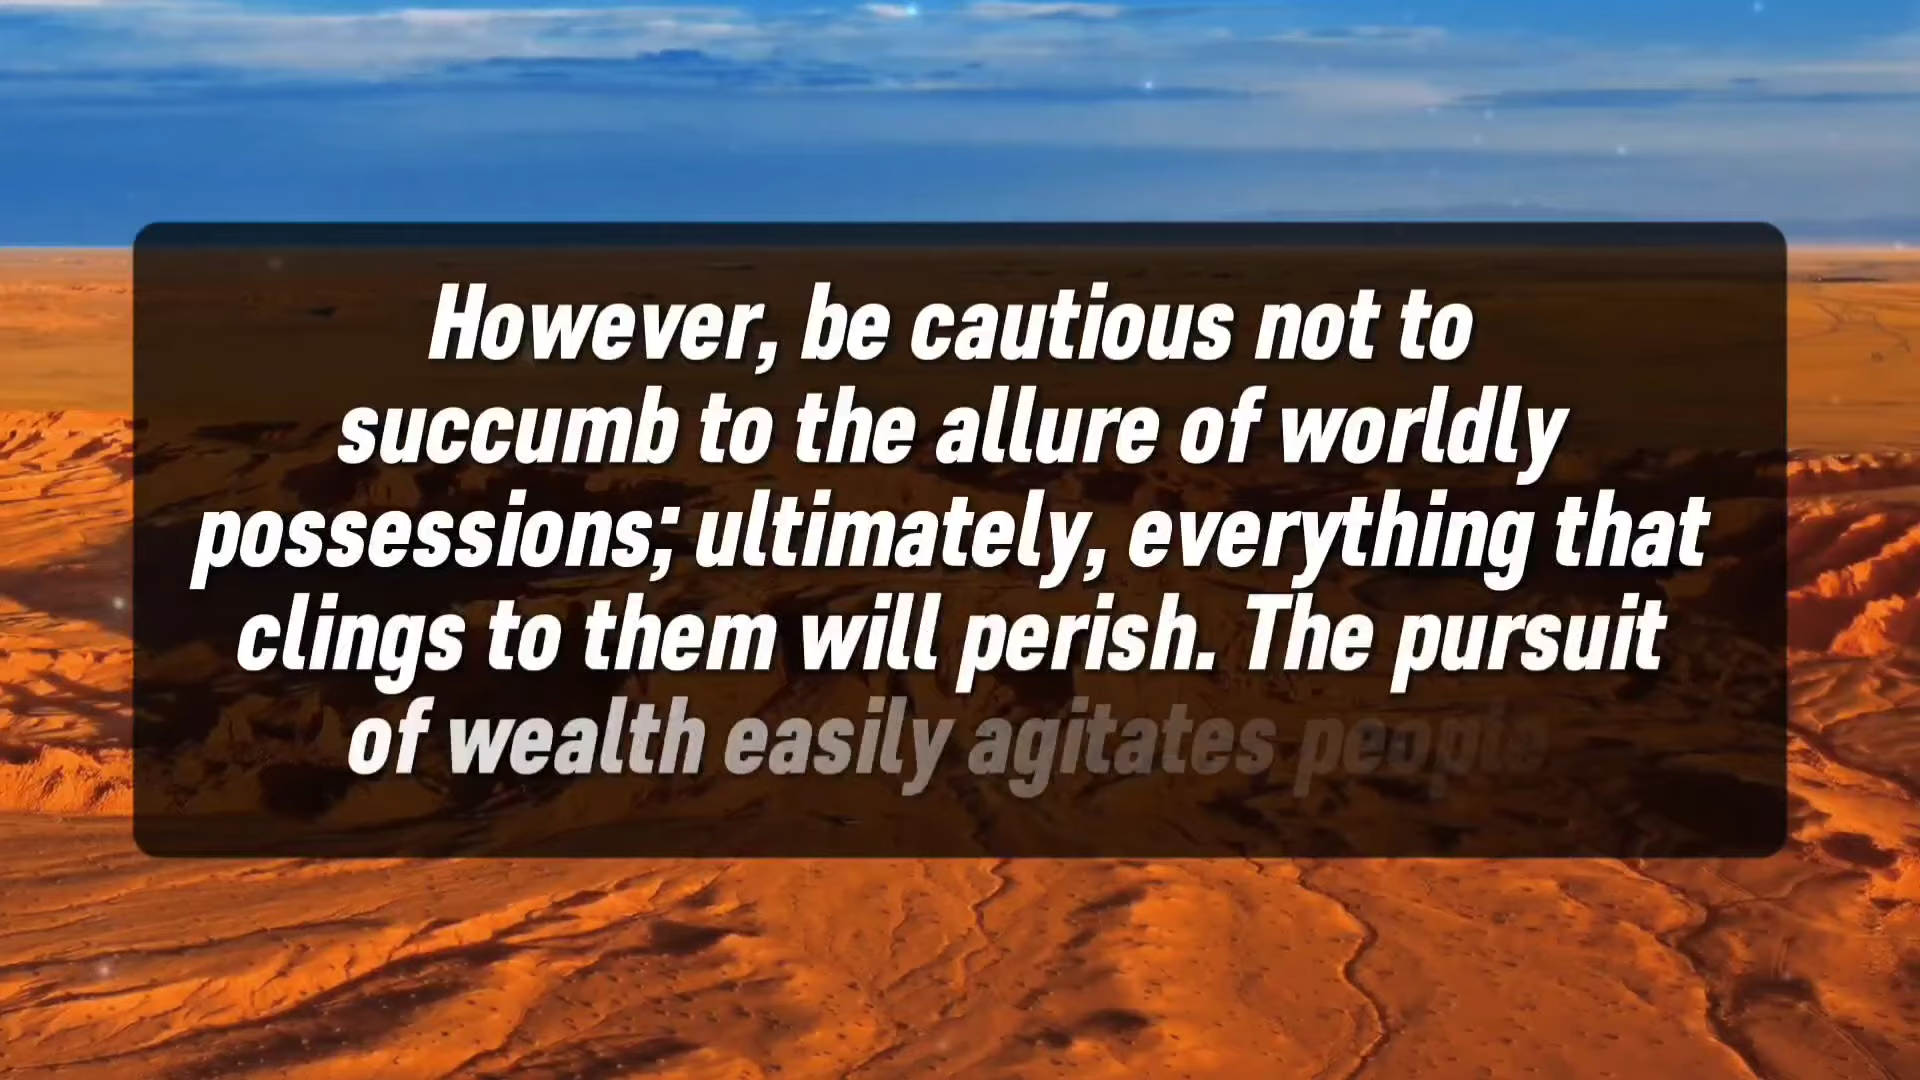 However, be cautious not to
succumb to the allure of worldly
possessions; ultimately, everything that
clings to them will perish. The pursuit
of wealth easily agitates people